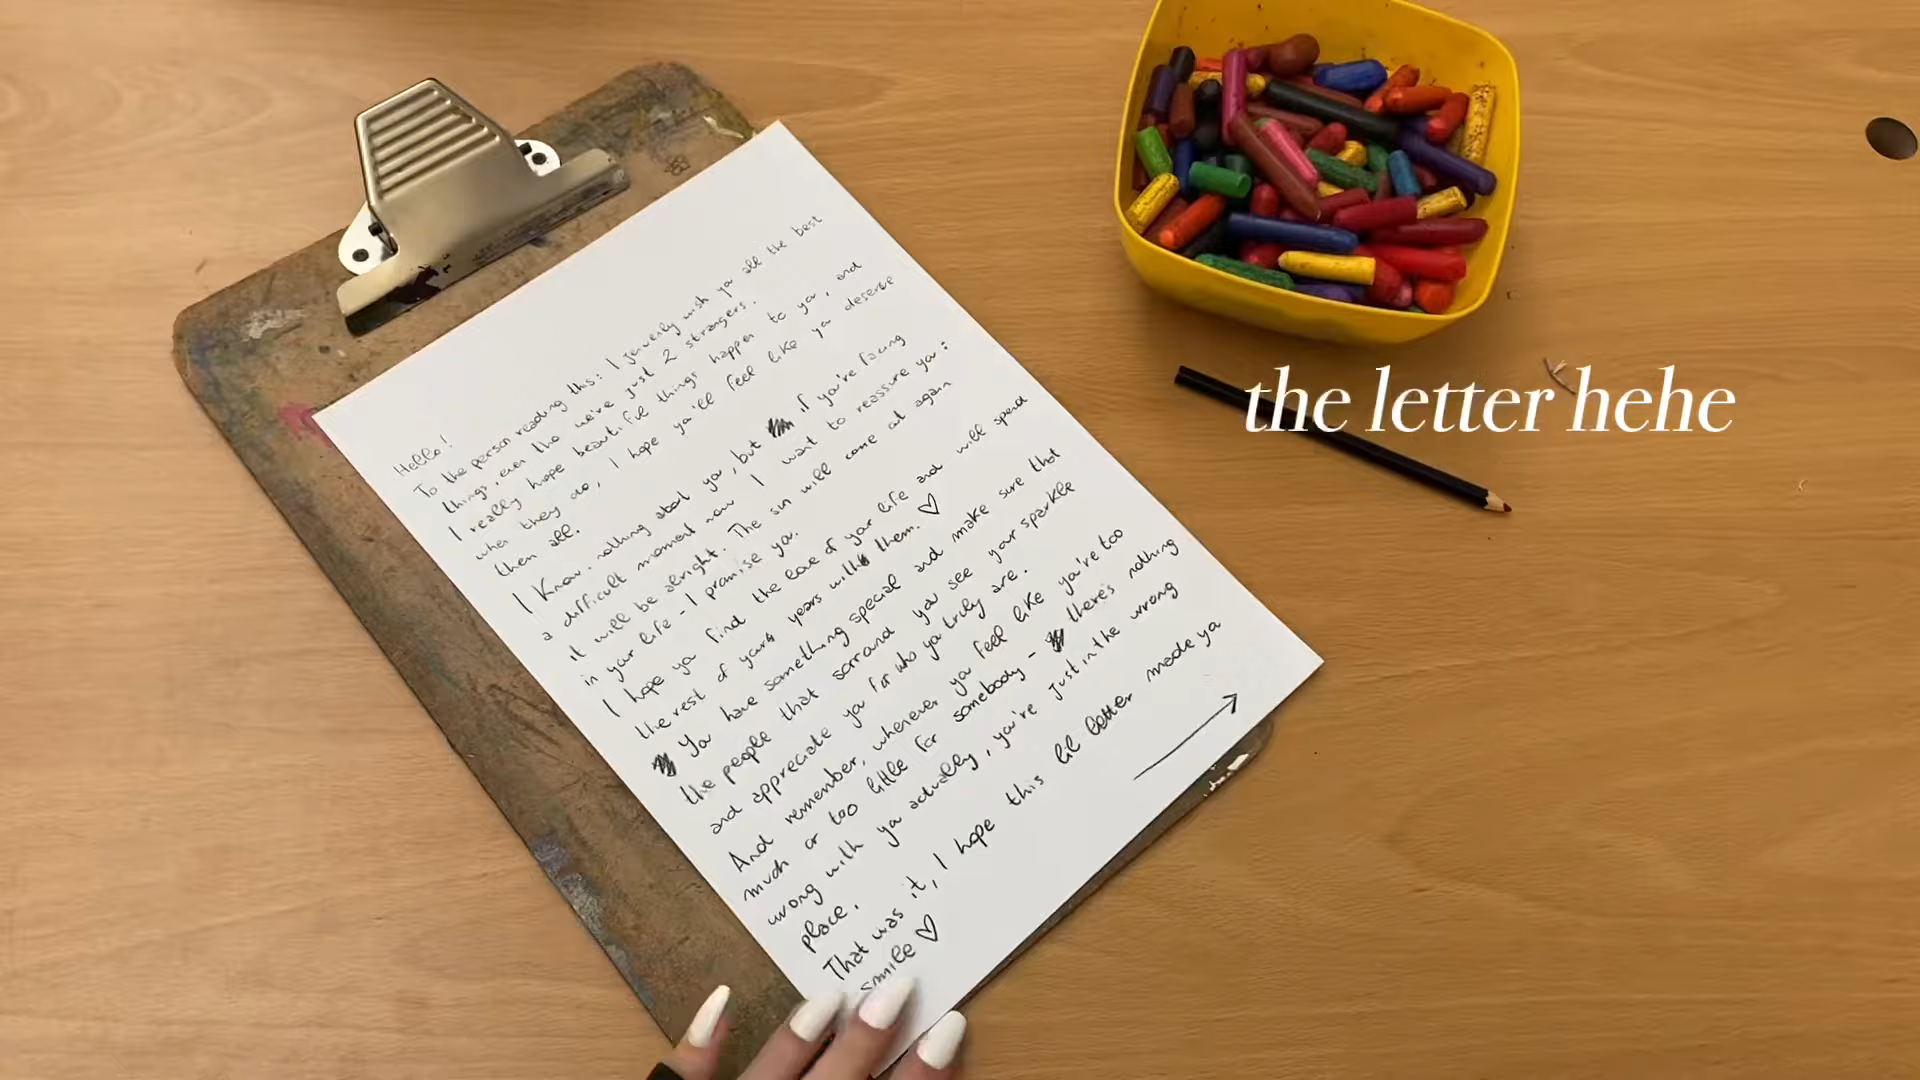 Hello!
To the person reading this: I genuenly wish you all the best
things, even tho we're just 2 strangers.
I really hope beautifull things happen to you, and
when they do, I hope you'll feel like you deserve
them all.
I know nothing about you, but if you're facing
a difficult moment now I want to reassure you:
it will be alright. The sun will come out again
in your life - I promise you.
I hope you find the love of your life and will spend
the rest of yours years with them. ♡
You have something special and make sure that
the people that sorround you see your sparkle
and appreciate you for who you truly are.
And remember, whenever you feel like you're too
much or too little for somebody - there's nothing
wrong with you actually, you're just in the wrong
place.
That was it, I hope this lil letter made you
smile ♡
the letter hehe